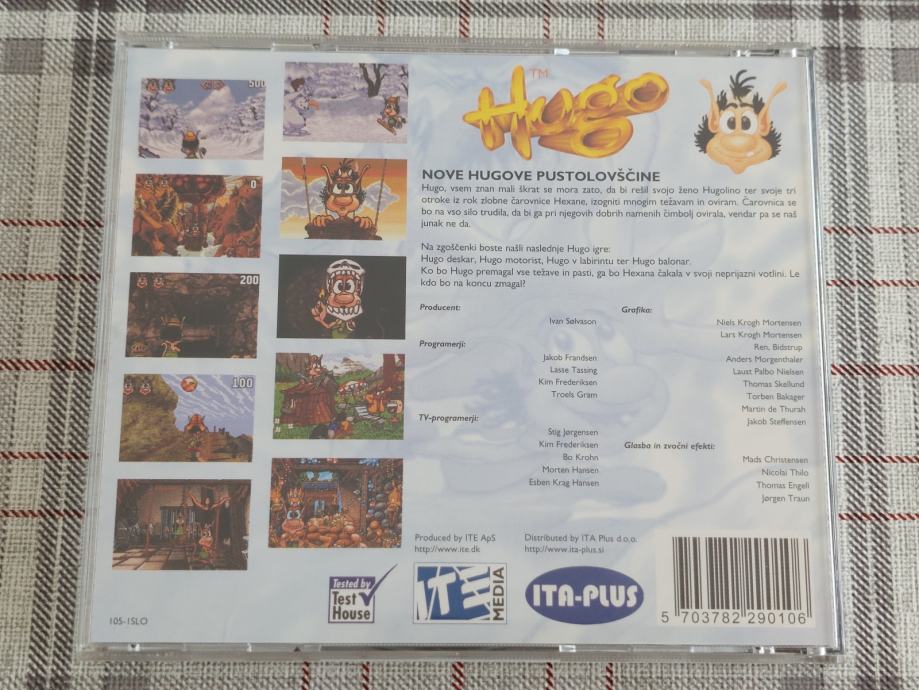 500
0
200
100
Hugo
TM
NOVE HUGOVE PUSTOLOVŠČINE
Hugo, vsem znan mali škrat se mora zato, da bi rešil svojo ženo Hugolino ter svoje tri
otroke iz rok zlobne čarovnice Hexane, izogniti mnogim težavam in oviram. Čarovnica se
bo na vso silo trudila, da bi ga pri njegovih dobrih namenih čimbolj ovirala, vendar pa se naš
junak ne da.
Na zgoščenki boste našli naslednje Hugo igre:
Hugo deskar, Hugo motorist, Hugo v labirintu ter Hugo balonar.
Ko bo Hugo premagal vse težave in pasti, ga bo Hexana čakala v svoji neprijazni votlini. Le
kdo bo na koncu zmagal?
Producent:
Ivan Sølvason
Programerji:
Jakob Frandsen
Lasse Tassing
Kim Frederiksen
Troels Gram
TV-programerji:
Stig Jørgensen
Kim Frederiksen
Bo Krohn
Morten Hansen
Esben Krag Hansen
Grafika:
Niels Krogh Mortensen
Lars Krogh Mortensen
Ren, Bidstrup
Anders Morgenthaler
Laust Palbo Nielsen
Thomas Skellund
Torben Bakager
Martin de Thurah
Jakob Steffensen
Glasba in zvočni efekti:
Mads Christensen
Nicolai Thilo
Thomas Engell
Jørgen Traun
Produced by ITE ApS
http://www.ite.dk
Distributed by ITA Plus d.o.o.
http://www.ita-plus.si
Tested by
Test
House
ITE
MEDIA
ITA-PLUS
5 703782 290106
105-1SLO